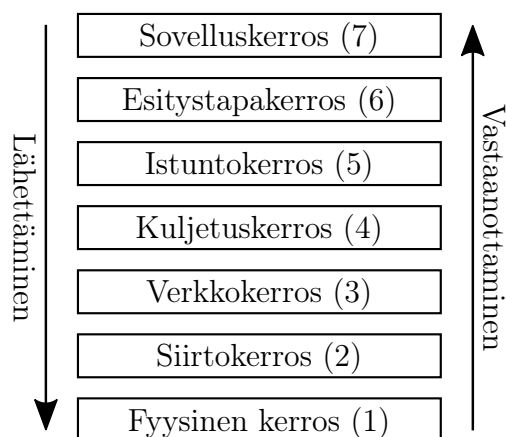 Sovelluskerros (7)
Esitystapakerros (6)
Istuntokerros (5)
Kuljetuskerros (4)
Verkkokerros (3)
Siirtokerros (2)
Fyysinen kerros (1)
Lähettäminen
Vastaanottaminen